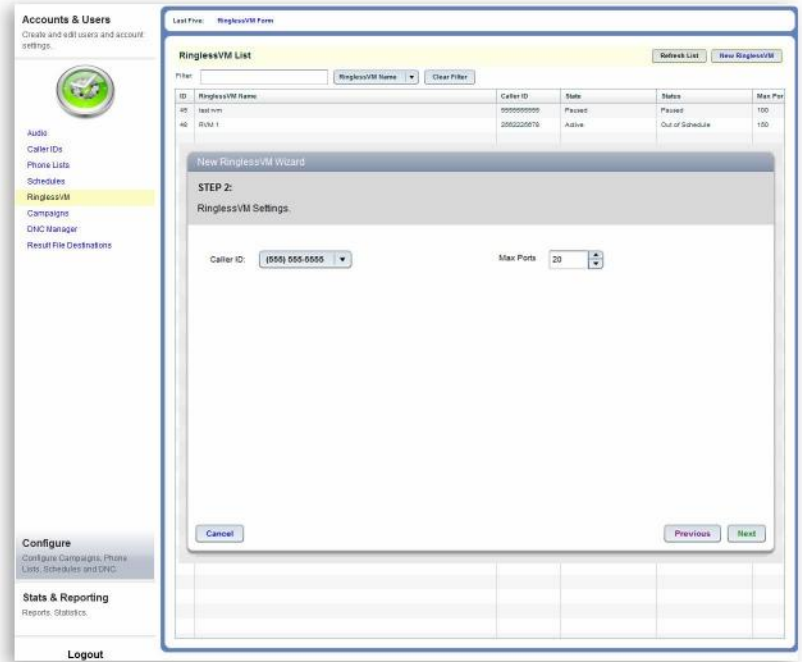 Accounts & Users
Create and edit users and account
settings.
Audio
Caller IDs
Phone Lists
Schedules
RinglessVM
Campaigns
DNC Manager
Result File Destinations
Configure
Configure Campaigns, Phone
Lists, Schedules and DNC.
Stats & Reporting
Reports, Statistics.
Logout
Last Five: RinglessVM Form
RinglessVM List
Refresh List New RinglessVM
Filter: RinglessVM Name Clear Filter
ID RinglessVM Name Caller ID State Status Max Por
test rvm 5555555555 Paused Paused 100
RVM 1 Active Out of Schedule 150
New RinglessVM Wizard
STEP 2:
RinglessVM Settings.
Caller ID: (555) 555-5555 Max Ports 20
Cancel Previous Next